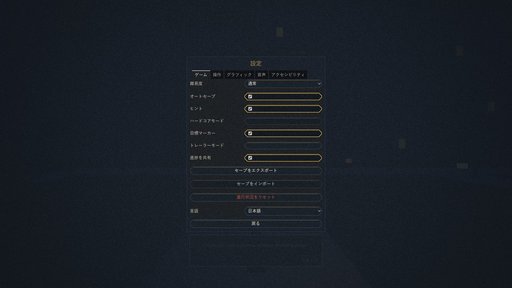 設定
ゲーム 操作 グラフィック 音声 アクセシビリティ
難易度 通常
オートセーブ
ヒント
ハードコアモード
目標マーカー
トレーラーモード
進捗を共有
セーブをエクスポート
セーブをインポート
進行状況をリセット
言語 日本語
戻る